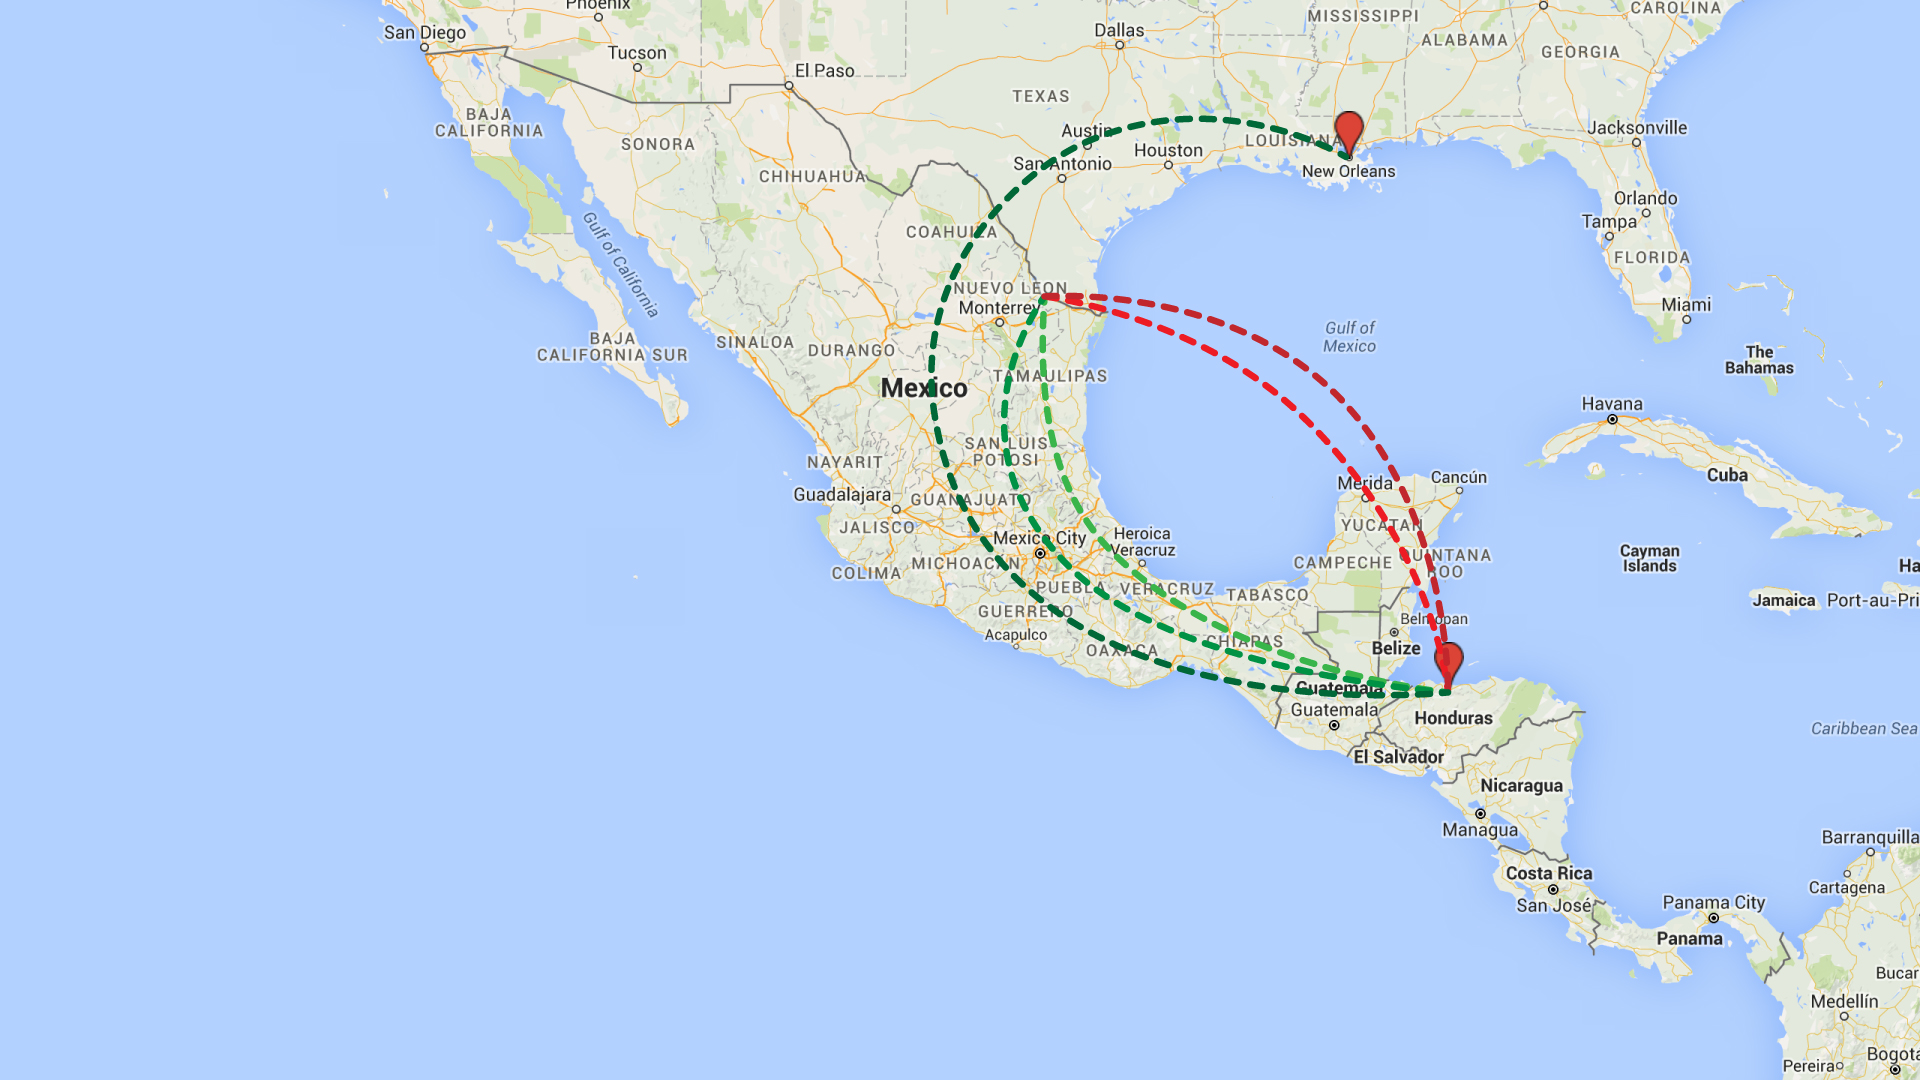 Phoenix
San Diego
Tucson
El Paso
Dallas
MISSISSIPPI
ALABAMA
GEORGIA
CAROLINA
BAJA
CALIFORNIA
SONORA
CHIHUAHUA
TEXAS
Austin
San Antonio
Houston
LOUISIANA
New Orleans
Jacksonville
Orlando
Tampa
FLORIDA
Miami
Gulf of California
COAHUILA
NUEVO LEON
Monterrey
BAJA
CALIFORNIA SUR
SINALOA
DURANGO
Mexico
TAMAULIPAS
Gulf of
Mexico
The
Bahamas
Havana
Cuba
SAN LUIS
POTOSI
NAYARIT
Guadalajara
GUANAJUATO
JALISCO
Mexico City
Heroica
Veracruz
Merida
Cancún
YUCATAN
CAMPECHE
QUINTANA
ROO
Cayman
Islands
COLIMA
MICHOACAN
PUEBLA
VERACRUZ
TABASCO
GUERRERO
Acapulco
OAXACA
CHIAPAS
Belmopan
Belize
Jamaica
Port-au-Pri
Ha
Guatemala
Guatemala
Honduras
El Salvador
Nicaragua
Managua
Caribbean Sea
Costa Rica
San José
Panama City
Panama
Barranquilla
Cartagena
Bucar
Medellín
Bogota
Pereira